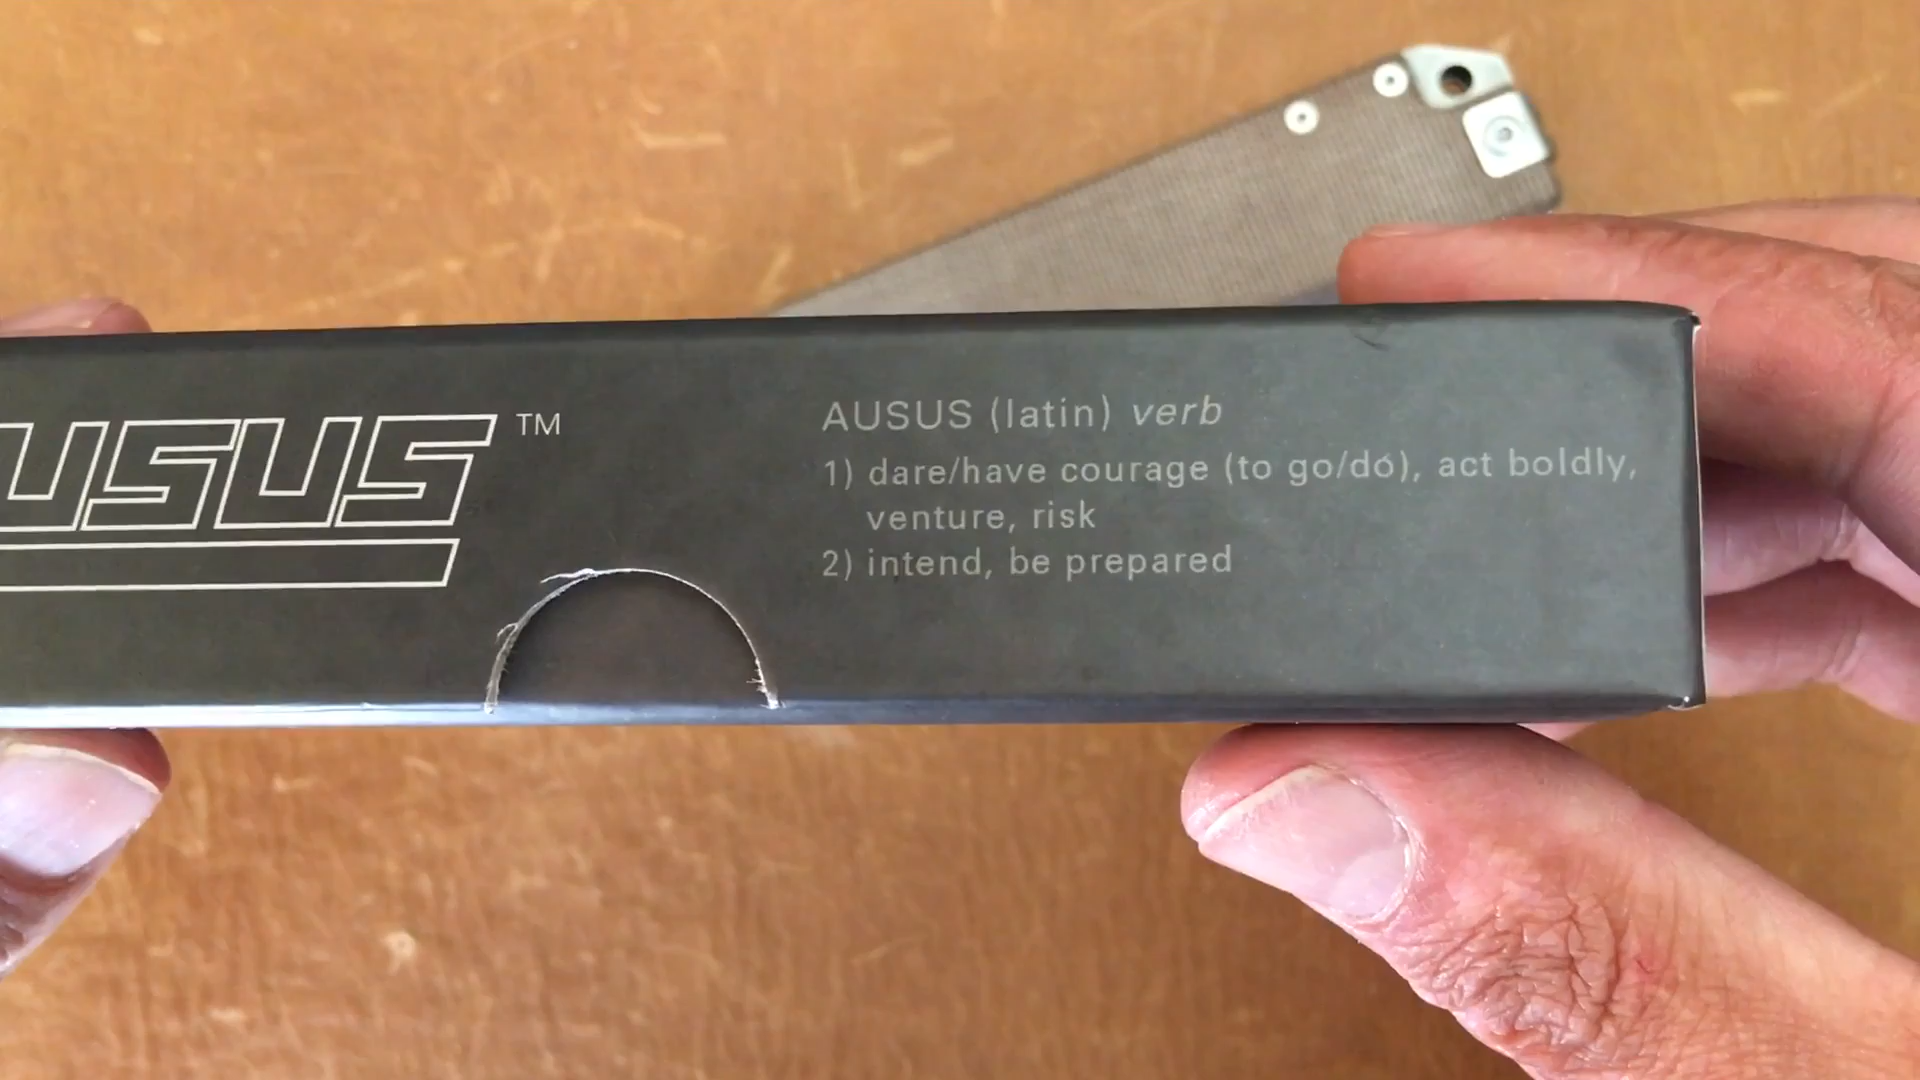 USUS™
AUSUS (latin) verb
1) dare/have courage (to go/do), act boldly,
venture, risk
2) intend, be prepared